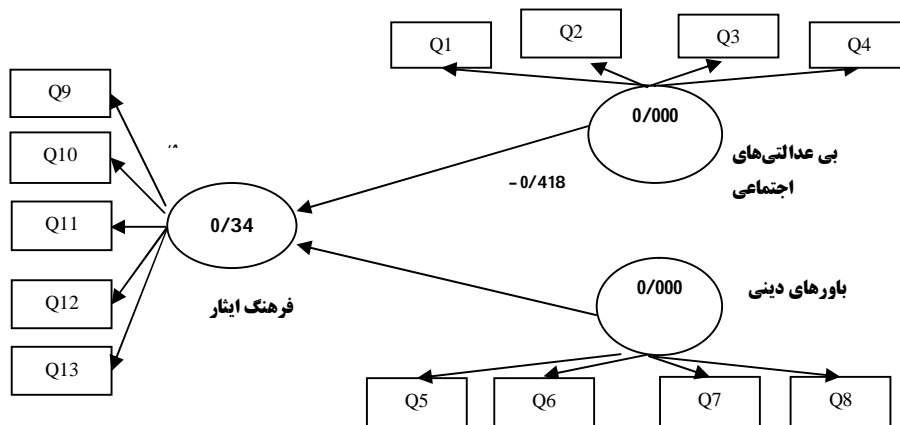 Q1
Q2
Q3
Q4
Q9
Q10
Q11
Q12
Q13
0/000
بی عدالتی‌های
اجتماعی
-0/418
0/34
فرهنگ ایثار
0/000
باورهای دینی
Q5
Q6
Q7
Q8